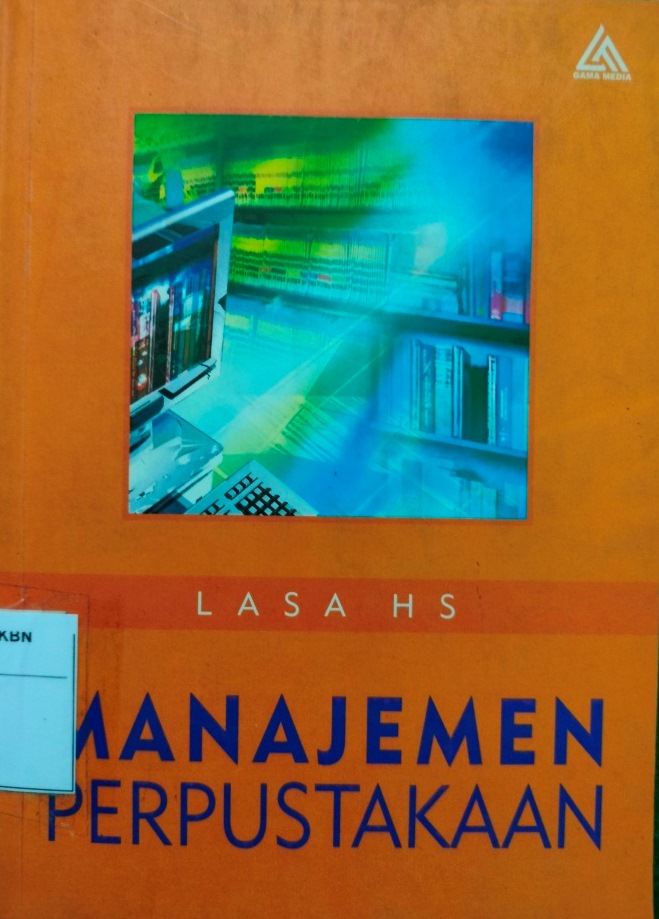 GAMA MEDIA
LASA HS
KBN
MANAJEMEN
PERPUSTAKAAN